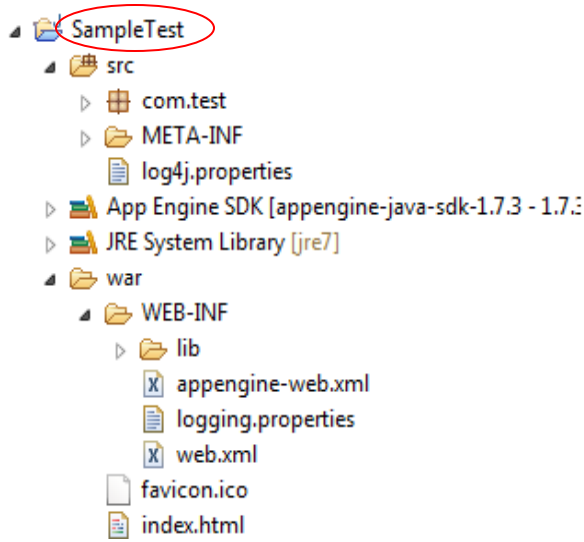 SampleTest
src
com.test
META-INF
log4j.properties
App Engine SDK [appengine-java-sdk-1.7.3 - 1.7.3
JRE System Library [jre7]
war
WEB-INF
lib
appengine-web.xml
logging.properties
web.xml
favicon.ico
index.html